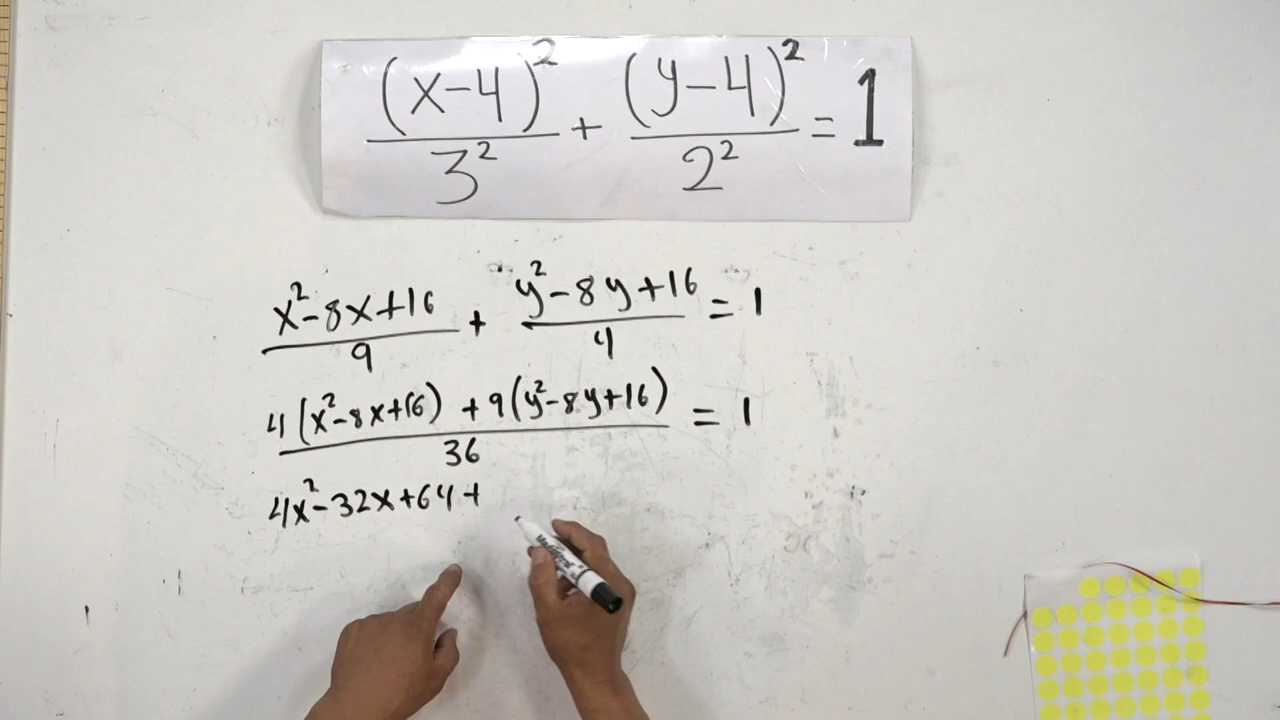 (x-4)²/3² + (y-4)²/2² = 1
x²-8x+16/9 + y²-8y+16/4 = 1
4(x²-8x+16) + 9(y²-8y+16)/36 = 1
4x²-32x+64+